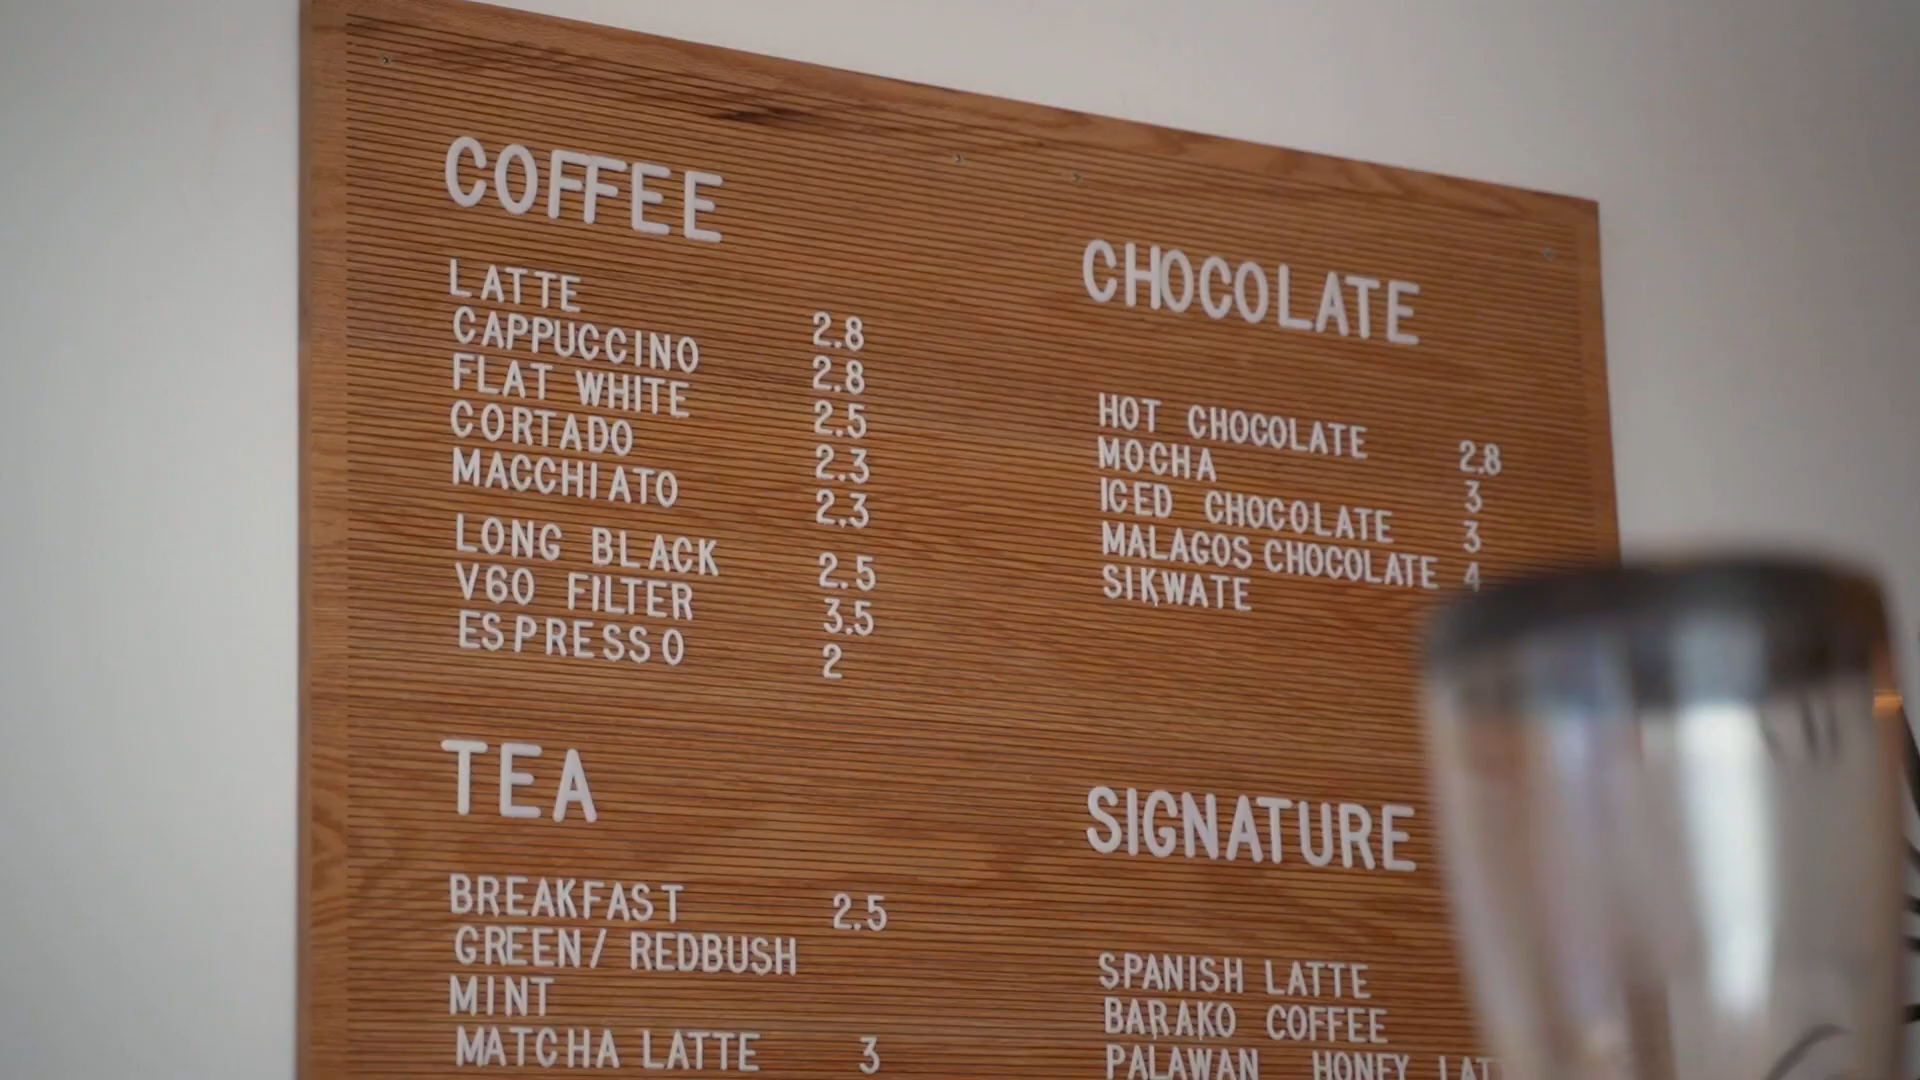 COFFEE
LATTE 2.8
CAPPUCCINO 2.8
FLAT WHITE 2.5
CORTADO 2.3
MACCHIATO 2.3
LONG BLACK 2.5
V60 FILTER 3.5
ESPRESSO 2
TEA
BREAKFAST 2.5
GREEN/ REDBUSH
MINT
MATCHA LATTE 3
CHOCOLATE
HOT CHOCOLATE 2.8
MOCHA 3
ICED CHOCOLATE 3
MALAGOS CHOCOLATE 4
SIKWATE
SIGNATURE
SPANISH LATTE
BARAKO COFFEE
PALAWAN HONEY